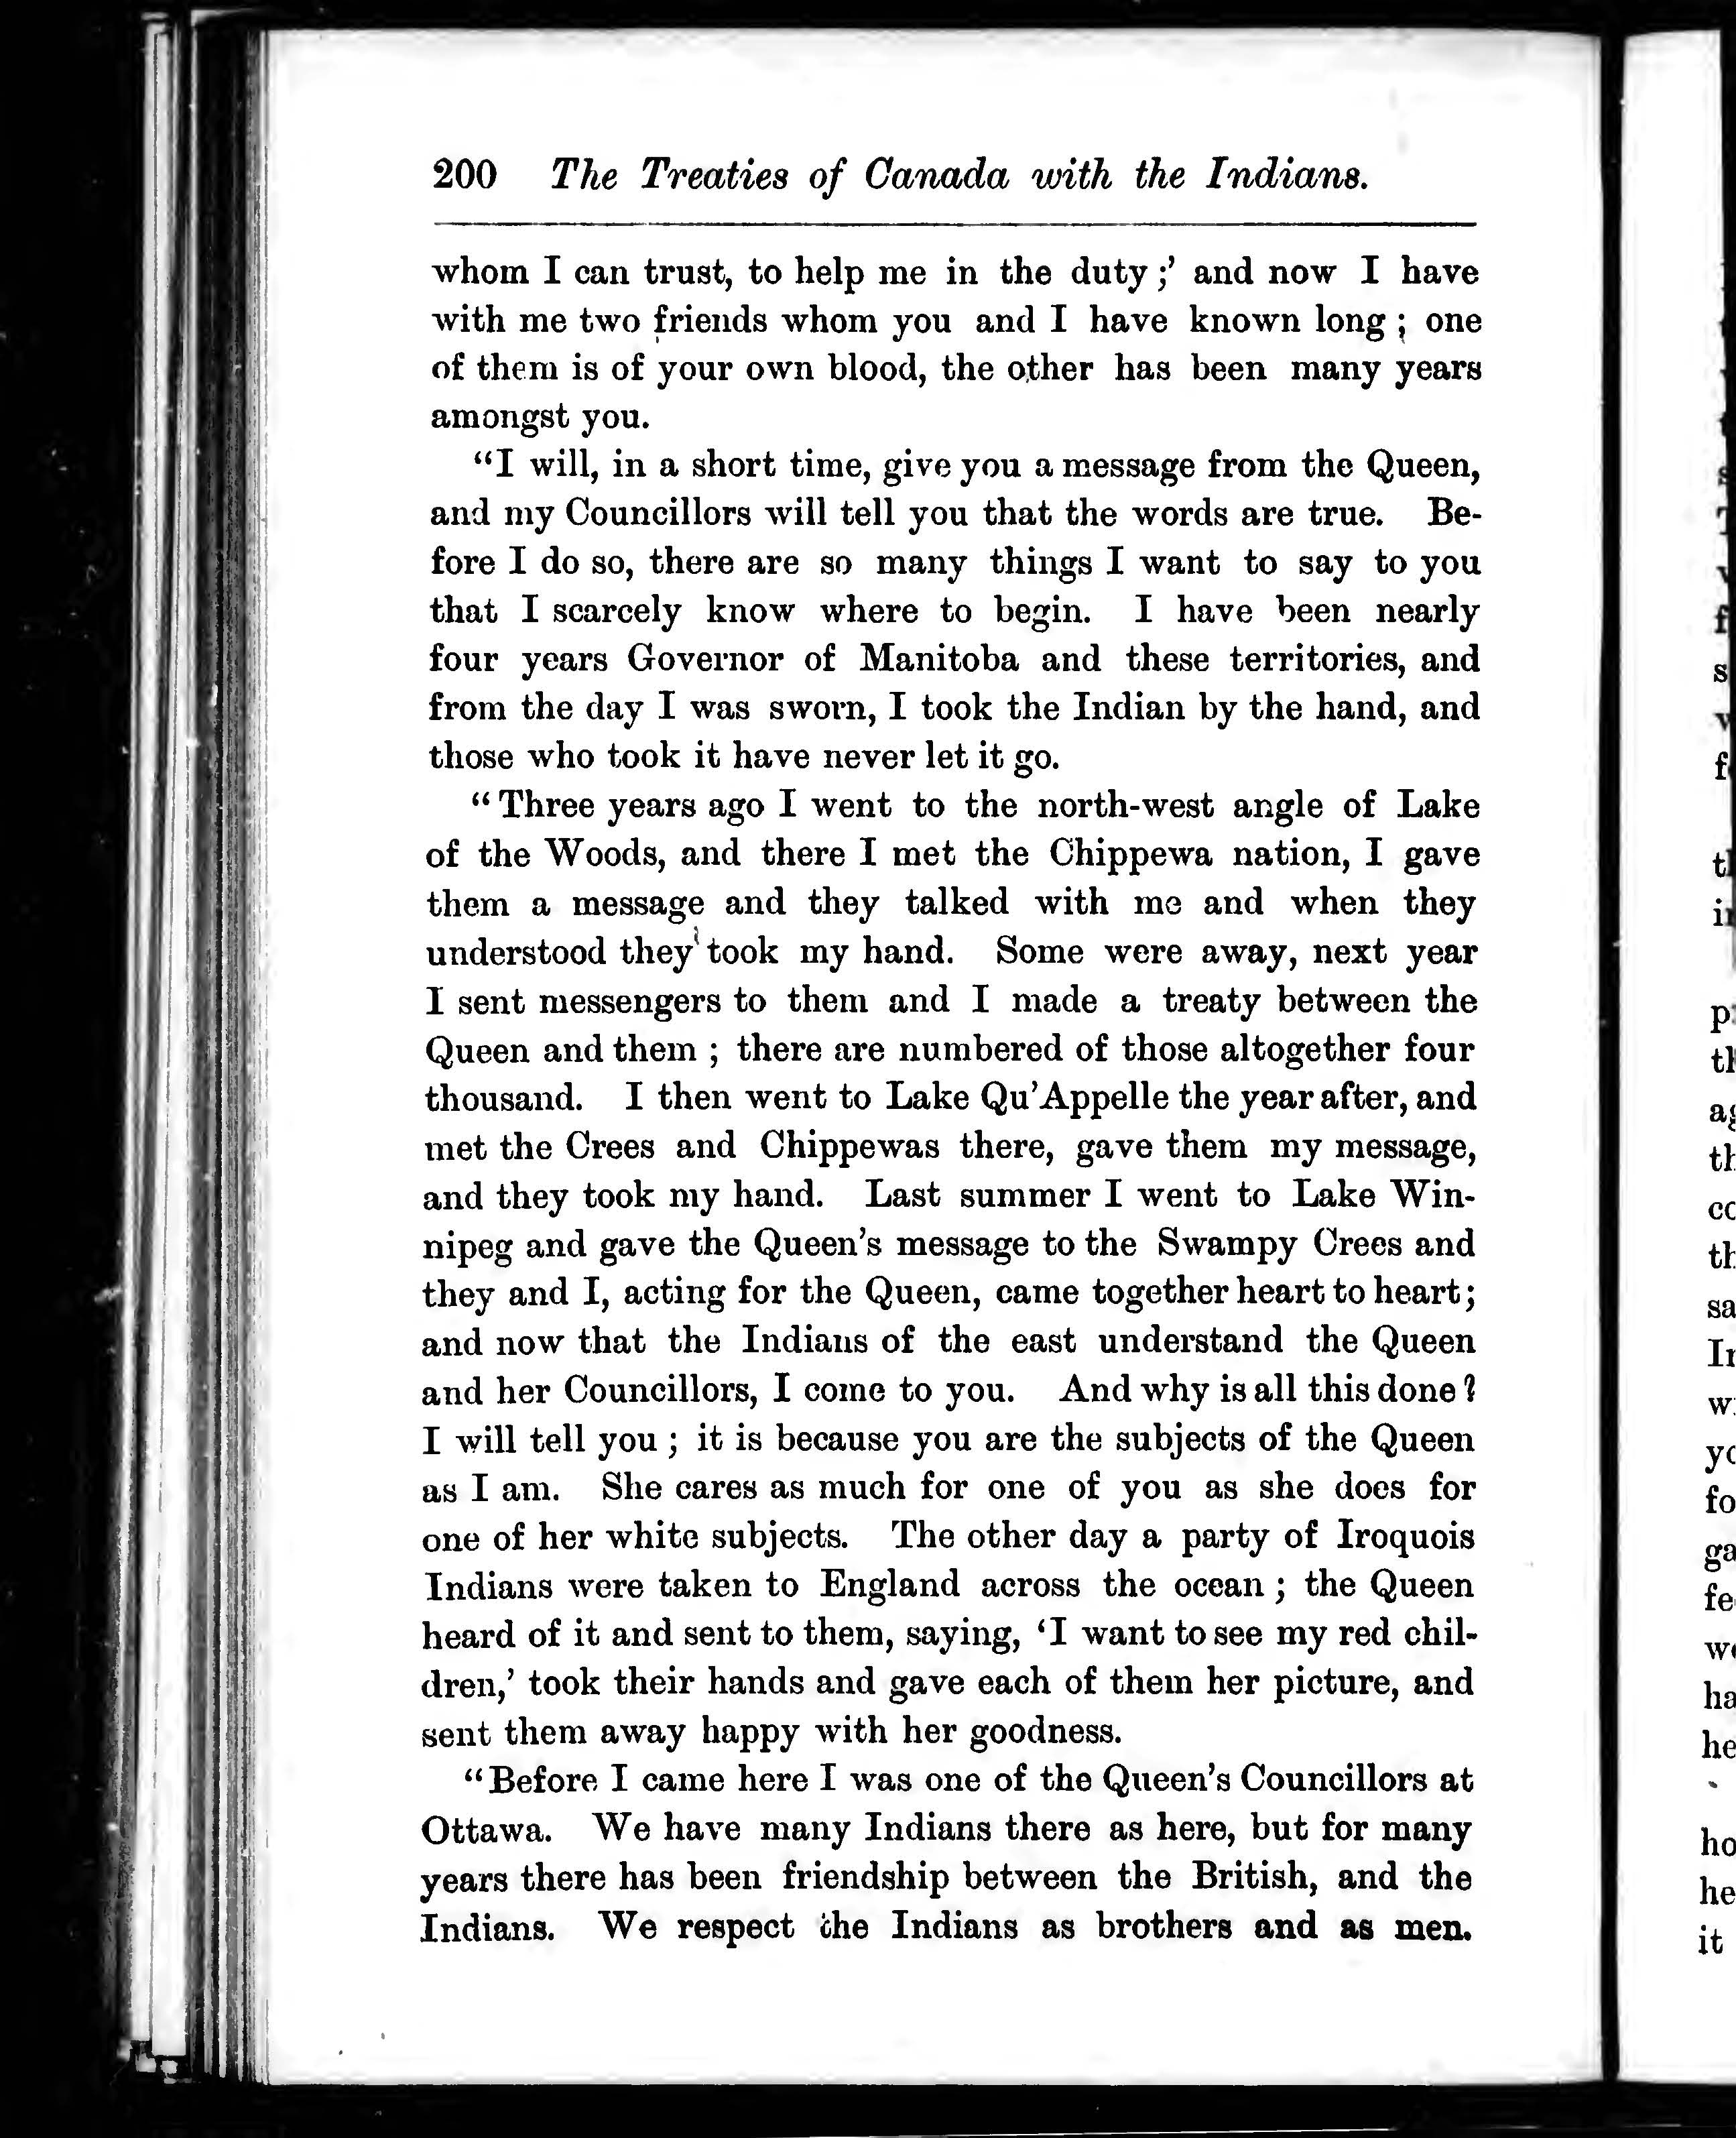 200 The Treaties of Canada with the Indians.
whom I can trust, to help me in the duty ;’ and now I have
with me two friends whom you and I have known long ; one
of them is of your own blood, the other has been many years
amongst you.
“I will, in a short time, give you a message from the Queen,
and my Councillors will tell you that the words are true. Be-
fore I do so, there are so many things I want to say to you
that I scarcely know where to begin. I have been nearly
four years Governor of Manitoba and these territories, and
from the day I was sworn, I took the Indian by the hand, and
those who took it have never let it go.
“ Three years ago I went to the north-west angle of Lake
of the Woods, and there I met the Chippewa nation, I gave
them a message and they talked with me and when they
understood they took my hand. Some were away, next year
I sent messengers to them and I made a treaty between the
Queen and them ; there are numbered of those altogether four
thousand. I then went to Lake Qu’Appelle the year after, and
met the Crees and Chippewas there, gave them my message,
and they took my hand. Last summer I went to Lake Win-
nipeg and gave the Queen’s message to the Swampy Crees and
they and I, acting for the Queen, came together heart to heart;
and now that the Indians of the east understand the Queen
and her Councillors, I come to you. And why is all this done ?
I will tell you ; it is because you are the subjects of the Queen
as I am. She cares as much for one of you as she does for
one of her white subjects. The other day a party of Iroquois
Indians were taken to England across the ocean ; the Queen
heard of it and sent to them, saying, ‘I want to see my red chil-
dren,’ took their hands and gave each of them her picture, and
sent them away happy with her goodness.
“Before I came here I was one of the Queen’s Councillors at
Ottawa. We have many Indians there as here, but for many
years there has been friendship between the British, and the
Indians. We respect the Indians as brothers and as men.